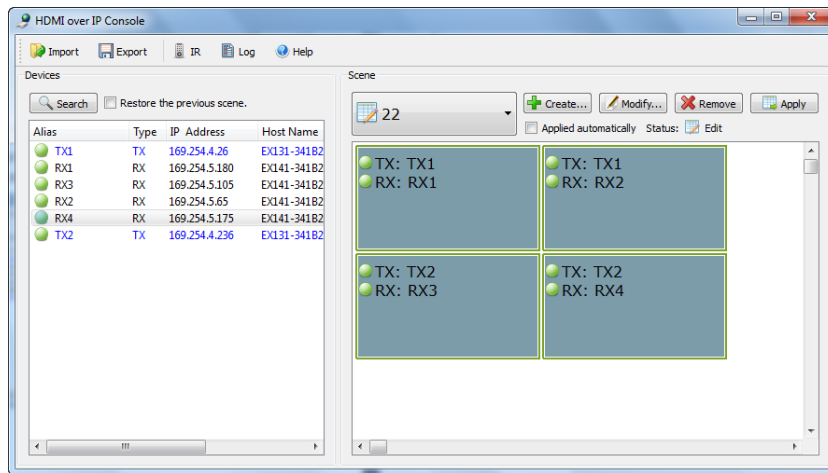 HDMI over IP Console
Import Export IR Log Help
Devices
Search Restore the previous scene.
Alias Type IP Address Host Name
TX1 TX 169.254.4.26 EX131-341B2
RX1 RX 169.254.5.180 EX141-341B2
RX3 RX 169.254.5.105 EX141-341B2
RX2 RX 169.254.5.65 EX141-341B2
RX4 RX 169.254.5.175 EX141-341B2
TX2 TX 169.254.4.236 EX131-341B2
Scene
22 Create... Modify... Remove Apply
Applied automatically Status: Edit
TX: TX1
RX: RX1
TX: TX1
RX: RX2
TX: TX2
RX: RX3
TX: TX2
RX: RX4